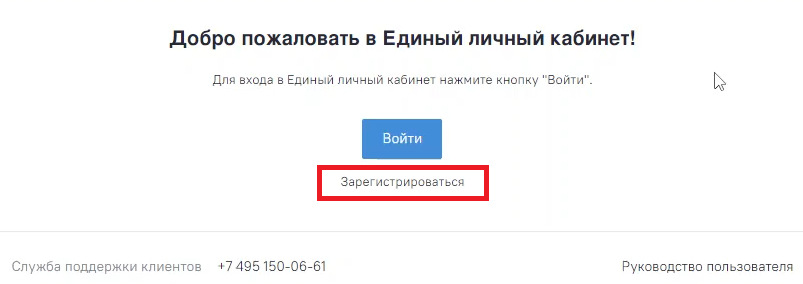 Добро пожаловать в Единый личный кабинет!
Для входа в Единый личный кабинет нажмите кнопку "Войти".
Войти
Зарегистрироваться
Служба поддержки клиентов +7 495 150-06-61 Руководство пользователя